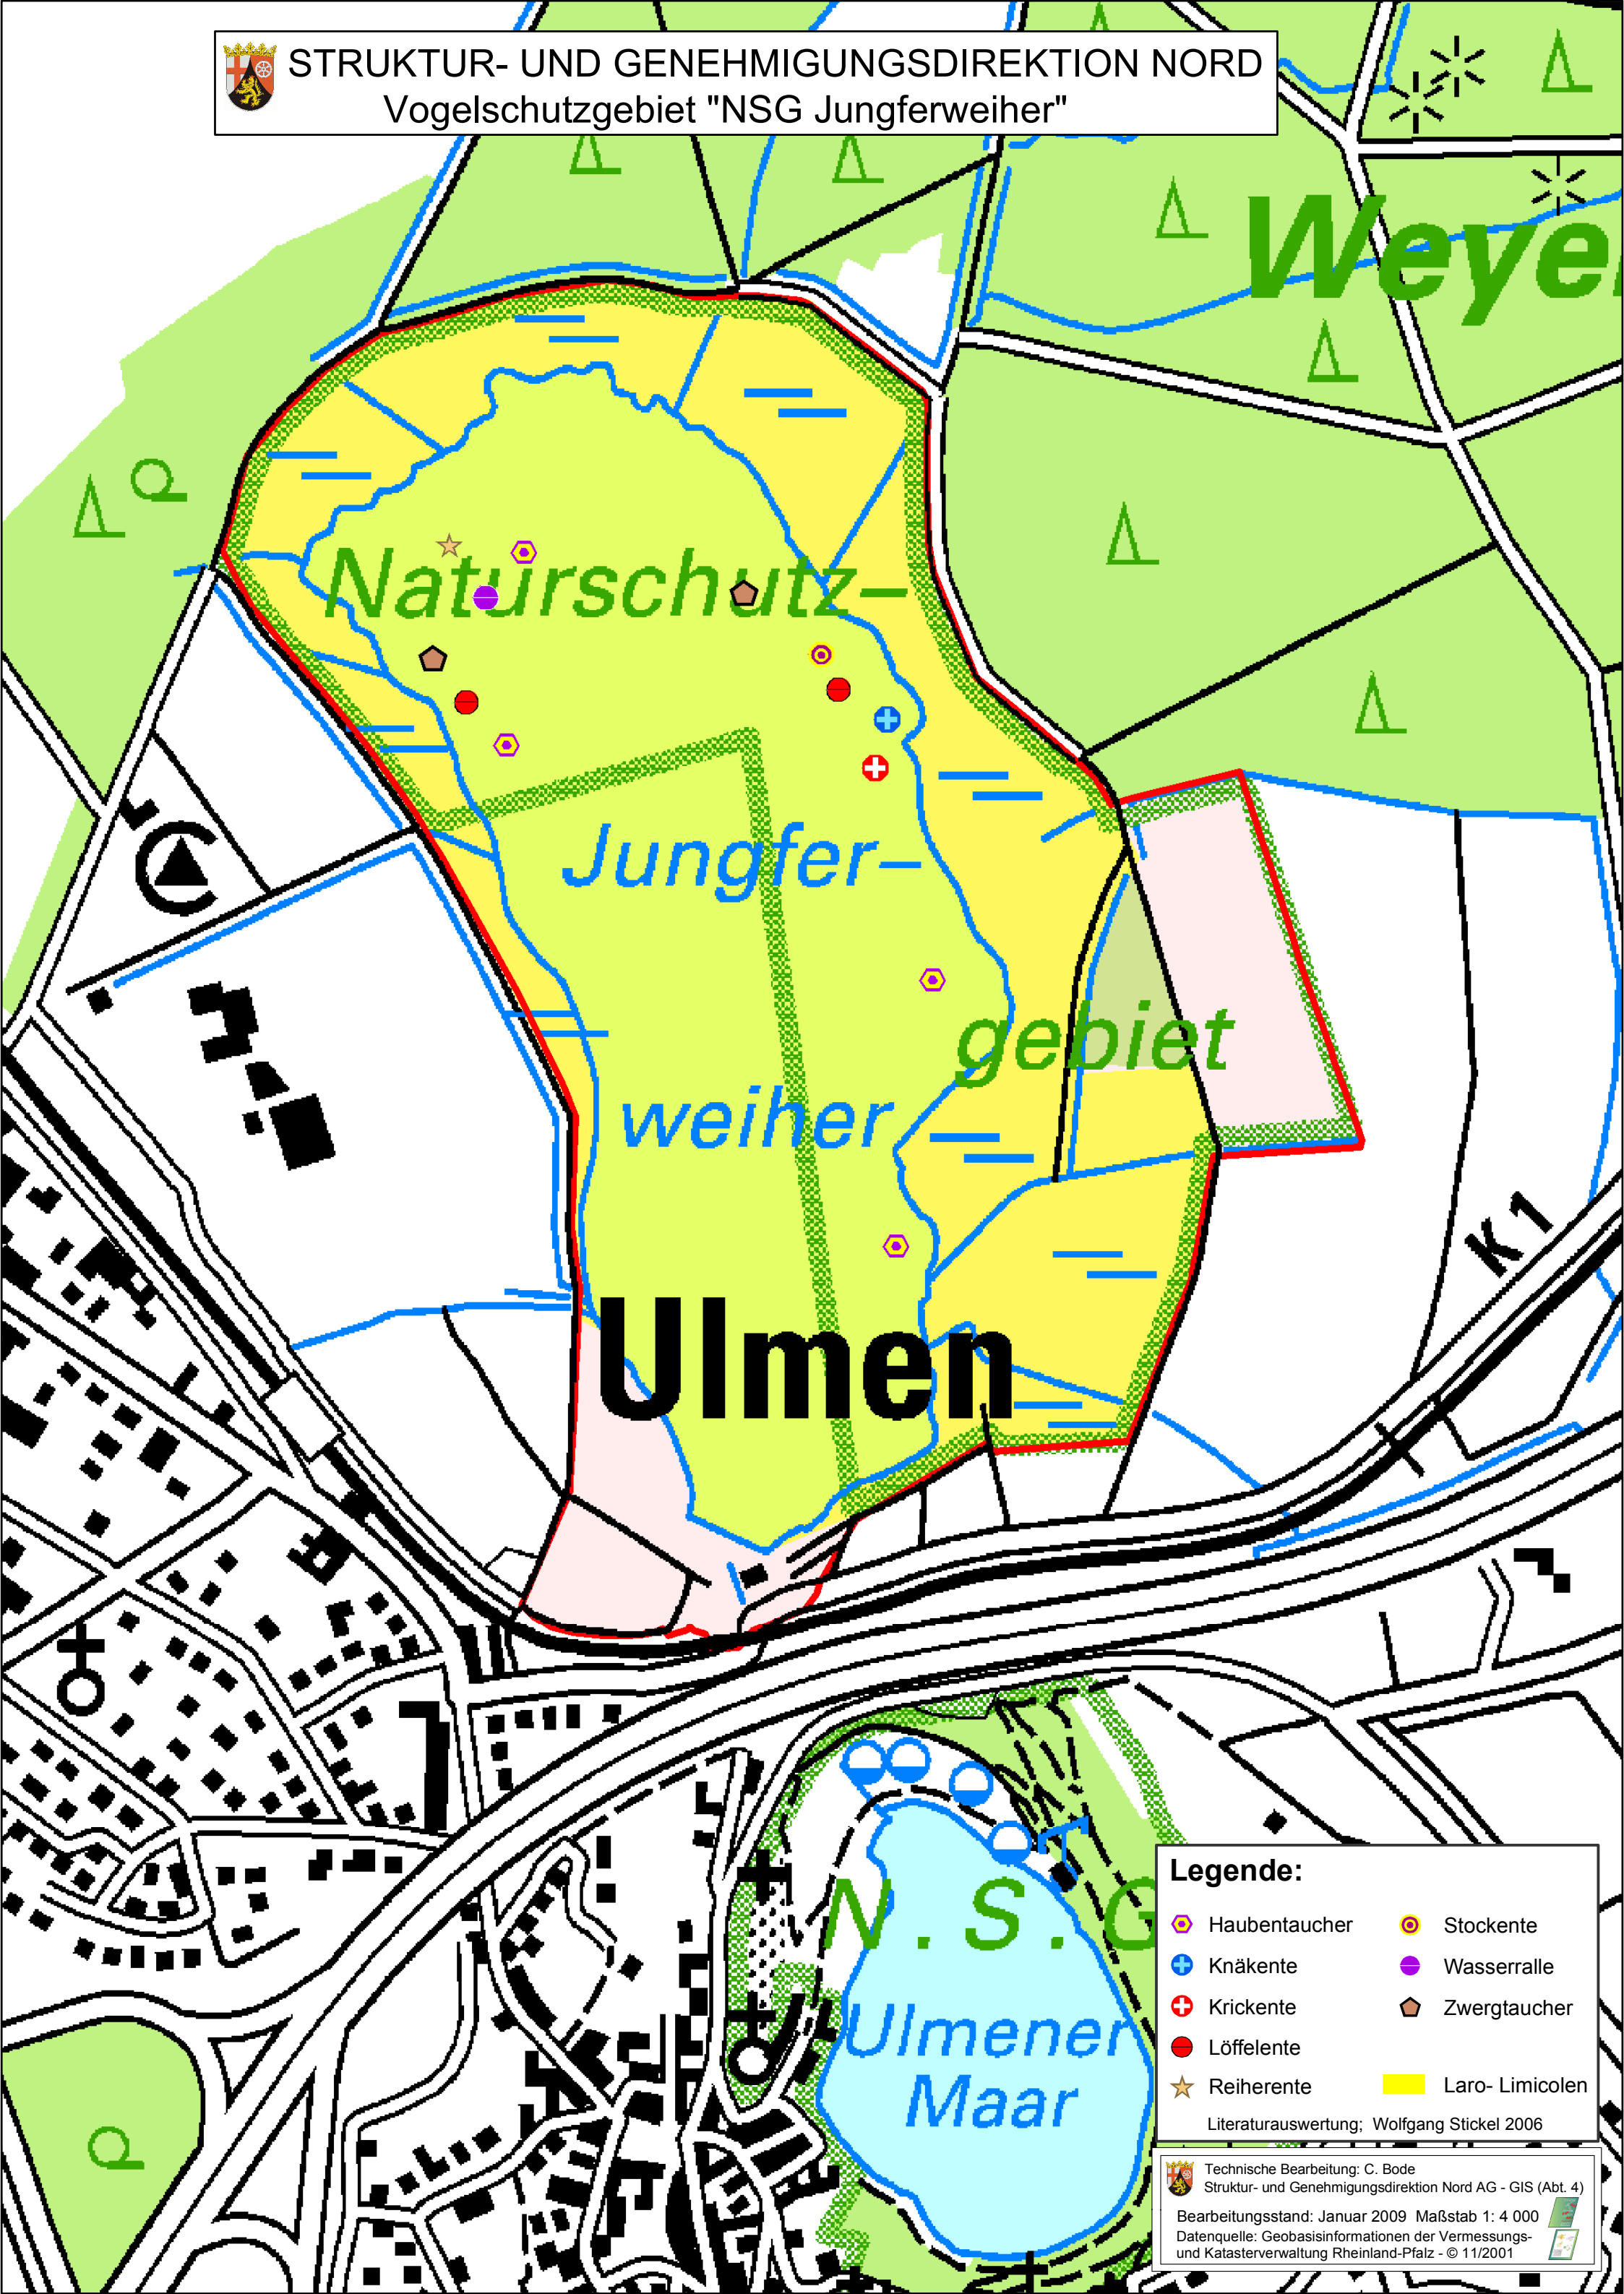 STRUKTUR- UND GENEHMIGUNGSDIREKTION NORD
Vogelschutzgebiet "NSG Jungferweiher"
Weye
Naturschutz–
Jungfer–
gebiet
weiher
K 1
Ulmen
N.S.G
Ulmener
Maar
Legende:
Haubentaucher
Knäkente
Krickente
Löffelente
Reiherente
Stockente
Wasserralle
Zwergtaucher
Laro- Limicolen
Literaturauswertung; Wolfgang Stickel 2006
Technische Bearbeitung: C. Bode
Struktur- und Genehmigungsdirektion Nord AG - GIS (Abt. 4)
Bearbeitungsstand: Januar 2009 Maßstab 1: 4 000
Datenquelle: Geobasisinformationen der Vermessungs-
und Katasterverwaltung Rheinland-Pfalz - © 11/2001